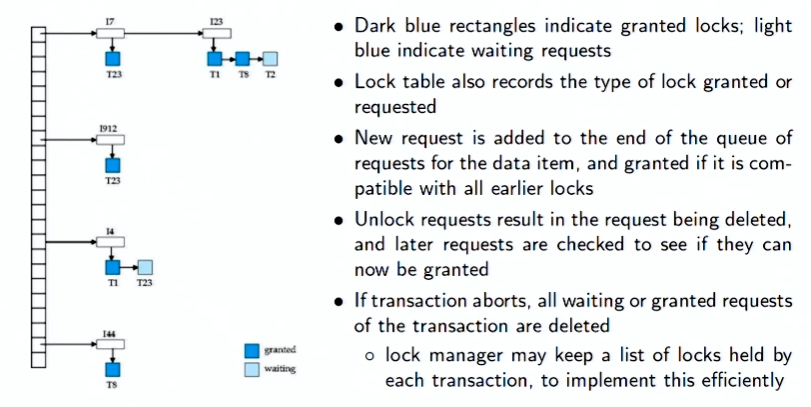 I7
I23
T23
T1
T8
T2
I912
T23
I4
T1
T23
I44
T8
granted
waiting
• Dark blue rectangles indicate granted locks; light
blue indicate waiting requests
• Lock table also records the type of lock granted or
requested
• New request is added to the end of the queue of
requests for the data item, and granted if it is com-
patible with all earlier locks
• Unlock requests result in the request being deleted,
and later requests are checked to see if they can
now be granted
• If transaction aborts, all waiting or granted requests
of the transaction are deleted
○ lock manager may keep a list of locks held by
each transaction, to implement this efficiently